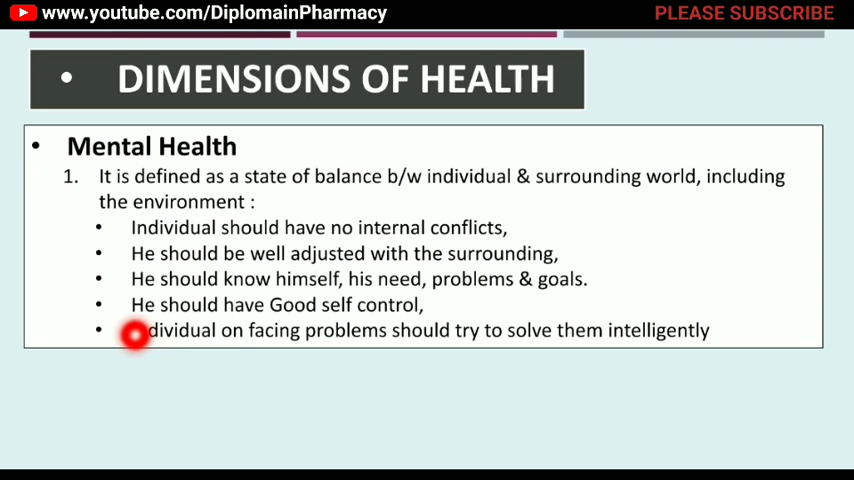 www.youtube.com/DiplomainPharmacy
PLEASE SUBSCRIBE
• DIMENSIONS OF HEALTH
• Mental Health
1. It is defined as a state of balance b/w individual & surrounding world, including
the environment :
• Individual should have no internal conflicts,
• He should be well adjusted with the surrounding,
• He should know himself, his need, problems & goals.
• He should have Good self control,
• dividual on facing problems should try to solve them intelligently